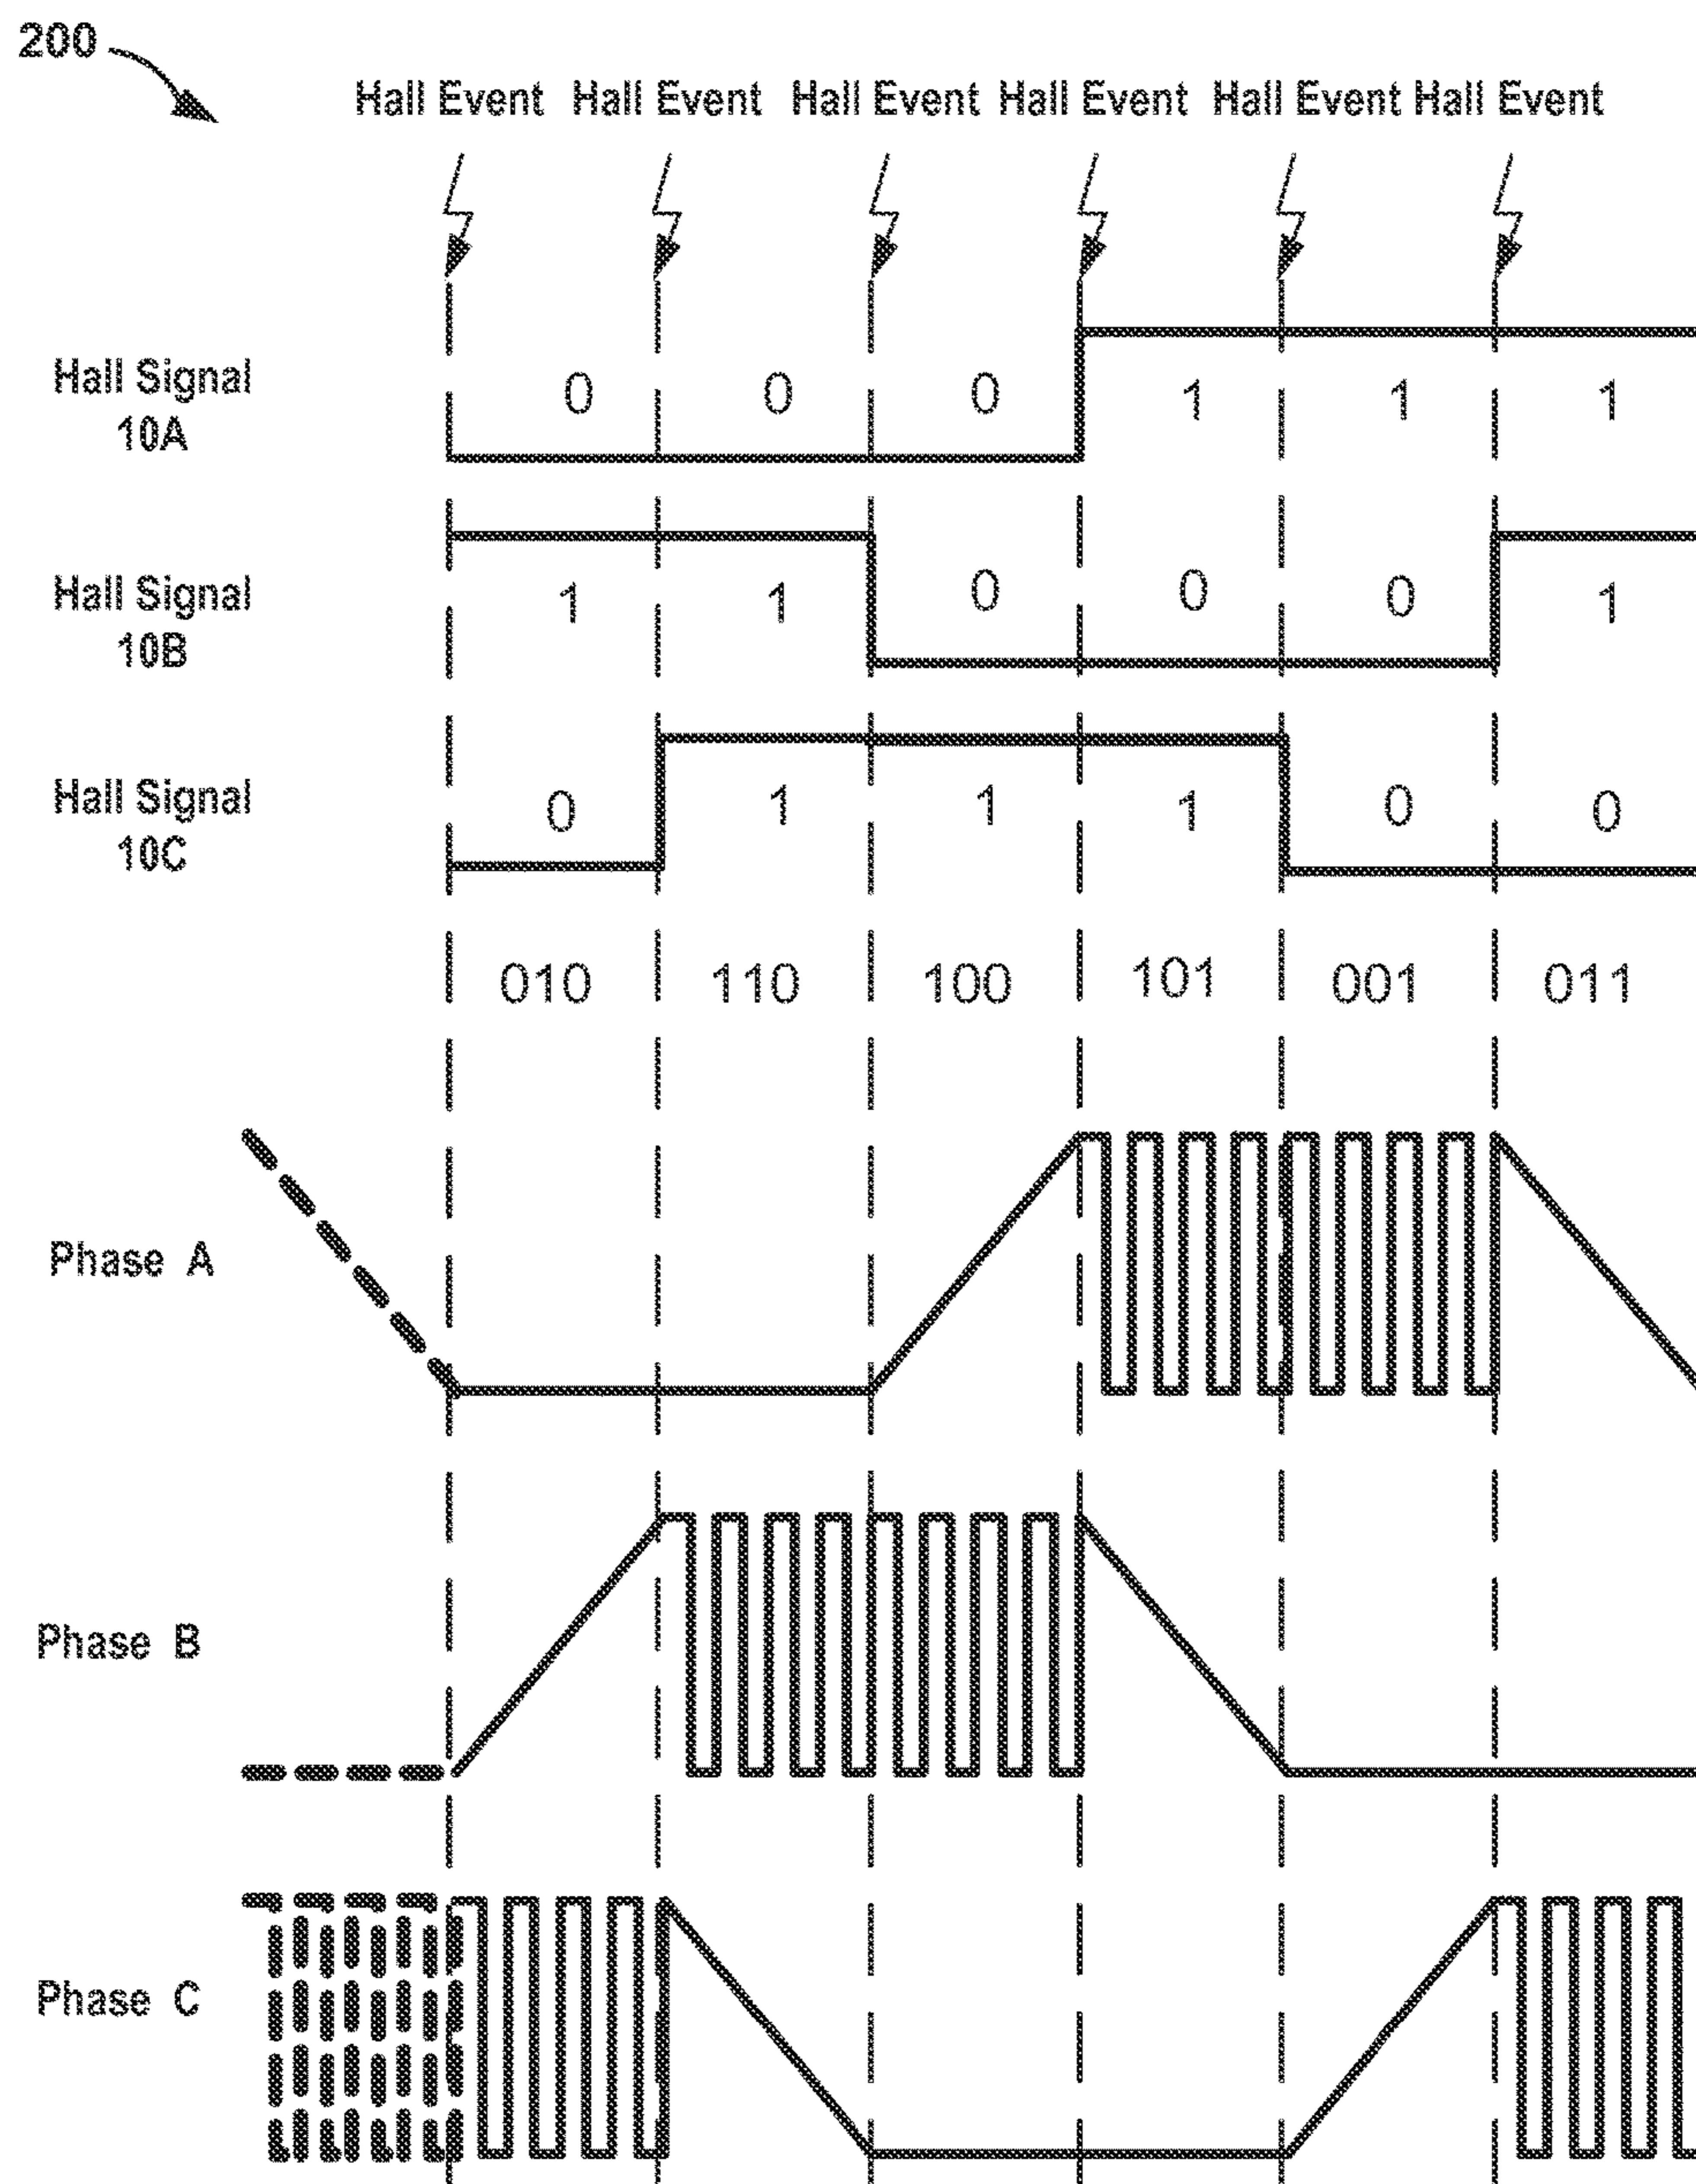 200
Hall Event Hall Event Hall Event Hall Event Hall Event Hall Event
Hall Signal
10A
0 0 0 1 1 1
Hall Signal
10B
1 1 0 0 0 1
Hall Signal
10C
0 1 1 1 0 0
010 110 100 101 001 011
Phase A
Phase B
Phase C